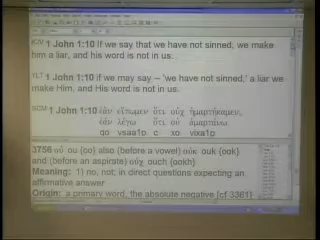 KJV 1 John 1:10 If we say that we have not sinned, we make
him a liar, and his word is not in us.
YLT 1 John 1:10 if we may say -- 'we have not sinned,' a liar we
make Him, and His word is not in us.
1 John 1:10 ἐὰν εἴπωμεν ὅτι οὐχ ἡμαρτήκαμεν,
ἐάν λέγω ὅτι οὐ ἁμαρτάνω
qo vsaa1p c xo vixa1p
3756 οὐ ou (oo) also (before a vowel) οὐκ ouk (ook)
and (before an aspirate) οὐχ ouch (ookh)
Meaning: 1) no, not; in direct questions expecting an
affirmative answer
Origin: a primary word, the absolute negative [cf 3361]